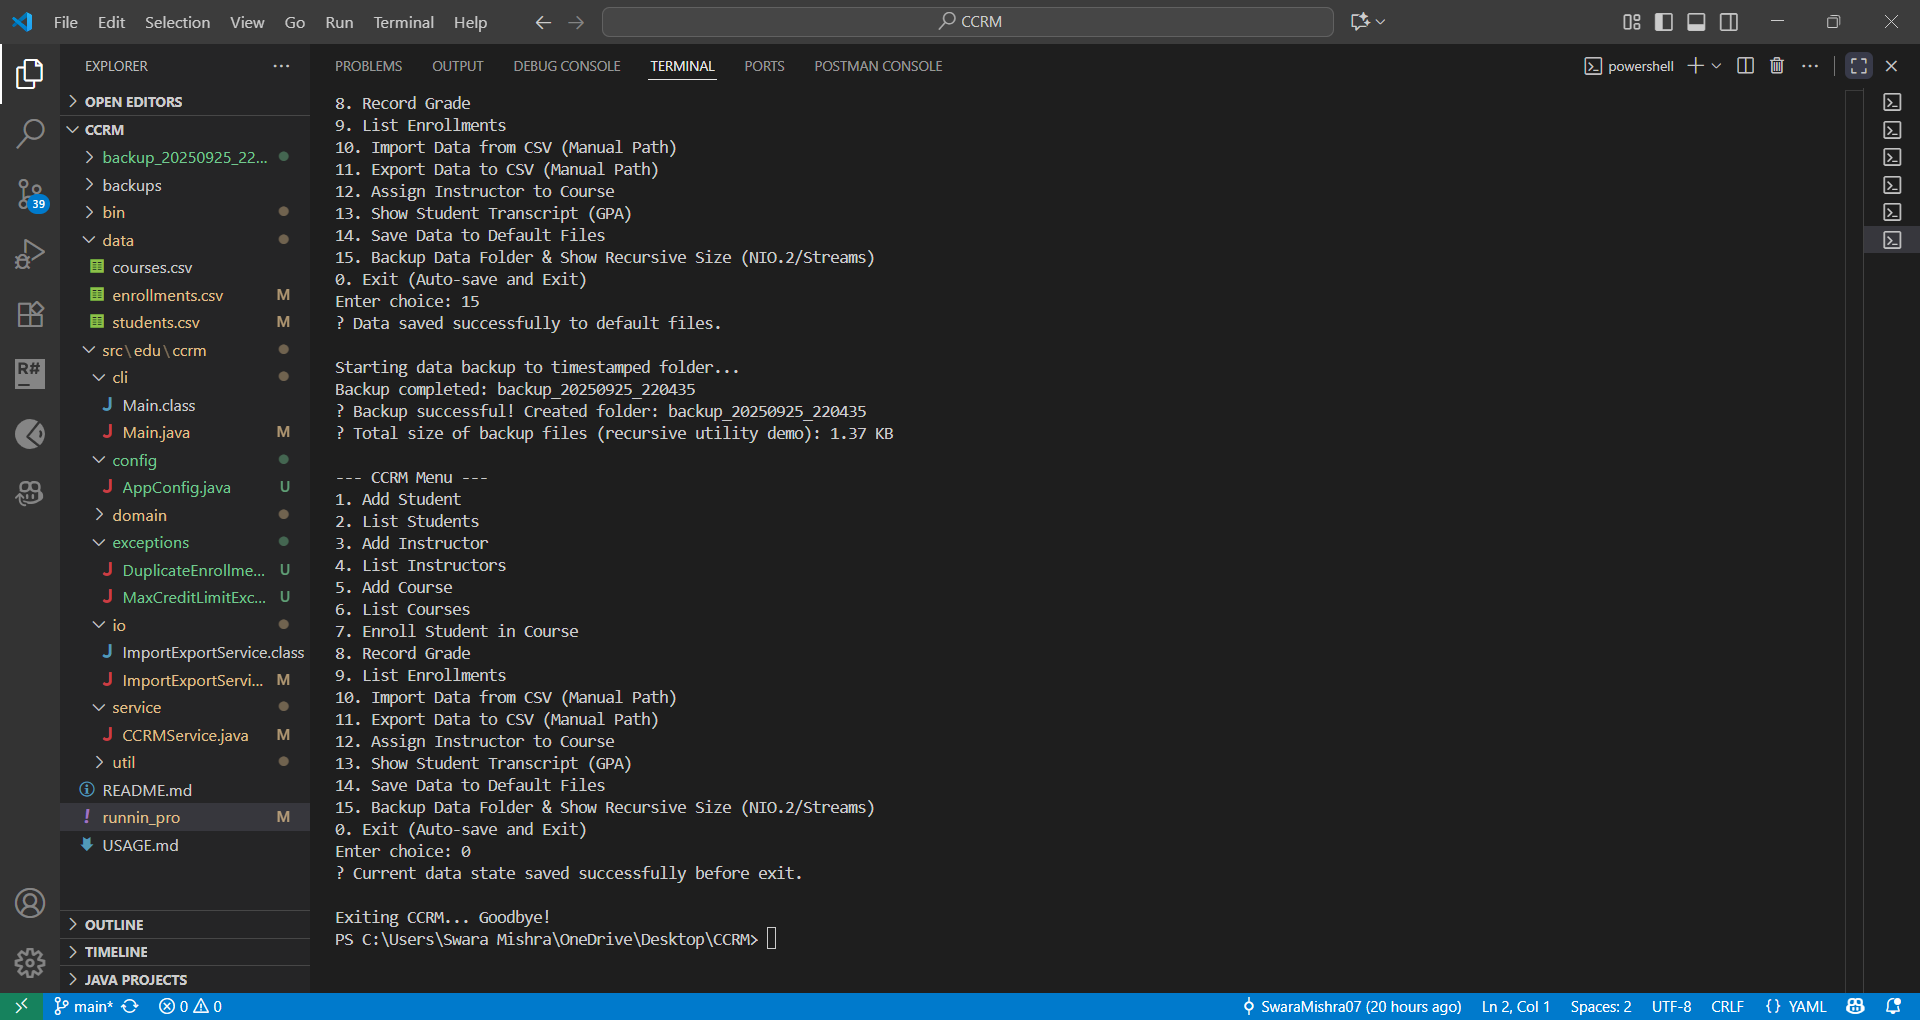 File Edit Selection View Go Run Terminal Help
CCRM
EXPLORER
OPEN EDITORS
CCRM
backup_20250925_22...
backups
bin
data
courses.csv
enrollments.csv M
students.csv M
src\edu\ccrm
cli
Main.class
Main.java M
config
AppConfig.java U
domain
exceptions
DuplicateEnrollme... U
MaxCreditLimitExc... U
io
ImportExportService.class
ImportExportServi... M
service
CCRMService.java M
util
README.md
runnin_pro M
USAGE.md
OUTLINE
TIMELINE
JAVA PROJECTS
39
R#
PROBLEMS OUTPUT DEBUG CONSOLE TERMINAL PORTS POSTMAN CONSOLE
powershell
8. Record Grade
9. List Enrollments
10. Import Data from CSV (Manual Path)
11. Export Data to CSV (Manual Path)
12. Assign Instructor to Course
13. Show Student Transcript (GPA)
14. Save Data to Default Files
15. Backup Data Folder & Show Recursive Size (NIO.2/Streams)
0. Exit (Auto-save and Exit)
Enter choice: 15
? Data saved successfully to default files.
Starting data backup to timestamped folder...
Backup completed: backup_20250925_220435
? Backup successful! Created folder: backup_20250925_220435
? Total size of backup files (recursive utility demo): 1.37 KB
--- CCRM Menu ---
1. Add Student
2. List Students
3. Add Instructor
4. List Instructors
5. Add Course
6. List Courses
7. Enroll Student in Course
8. Record Grade
9. List Enrollments
10. Import Data from CSV (Manual Path)
11. Export Data to CSV (Manual Path)
12. Assign Instructor to Course
13. Show Student Transcript (GPA)
14. Save Data to Default Files
15. Backup Data Folder & Show Recursive Size (NIO.2/Streams)
0. Exit (Auto-save and Exit)
Enter choice: 0
? Current data state saved successfully before exit.
Exiting CCRM... Goodbye!
PS C:\Users\Swara Mishra\OneDrive\Desktop\CCRM>
main* 0 0 SwaraMishra07 (20 hours ago) Ln 2, Col 1 Spaces: 2 UTF-8 CRLF {} YAML